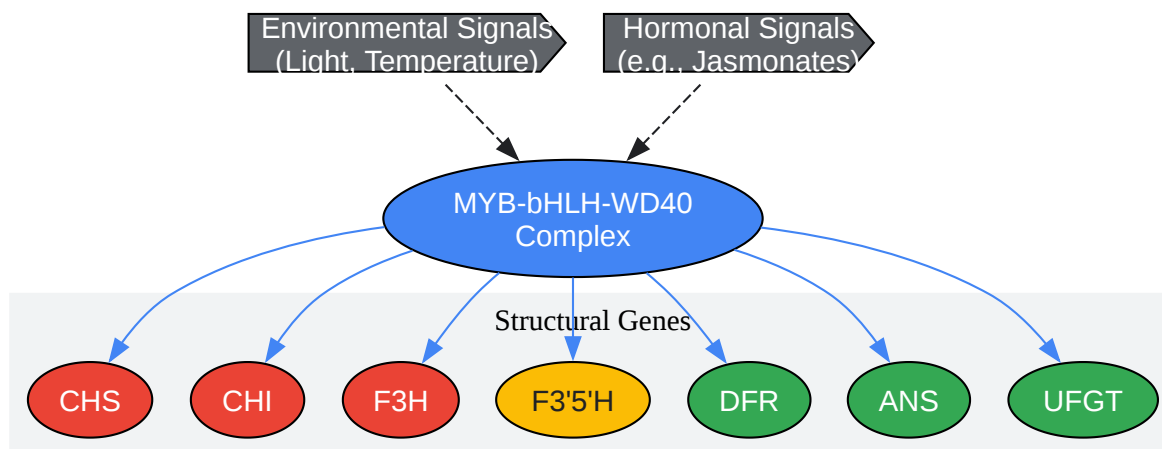 Environmental Signals
(Light, Temperature)
Hormonal Signals
(e.g., Jasmonates)
MYB-bHLH-WD40
Complex
Structural Genes
CHS
CHI
F3H
F3'5'H
DFR
ANS
UFGT